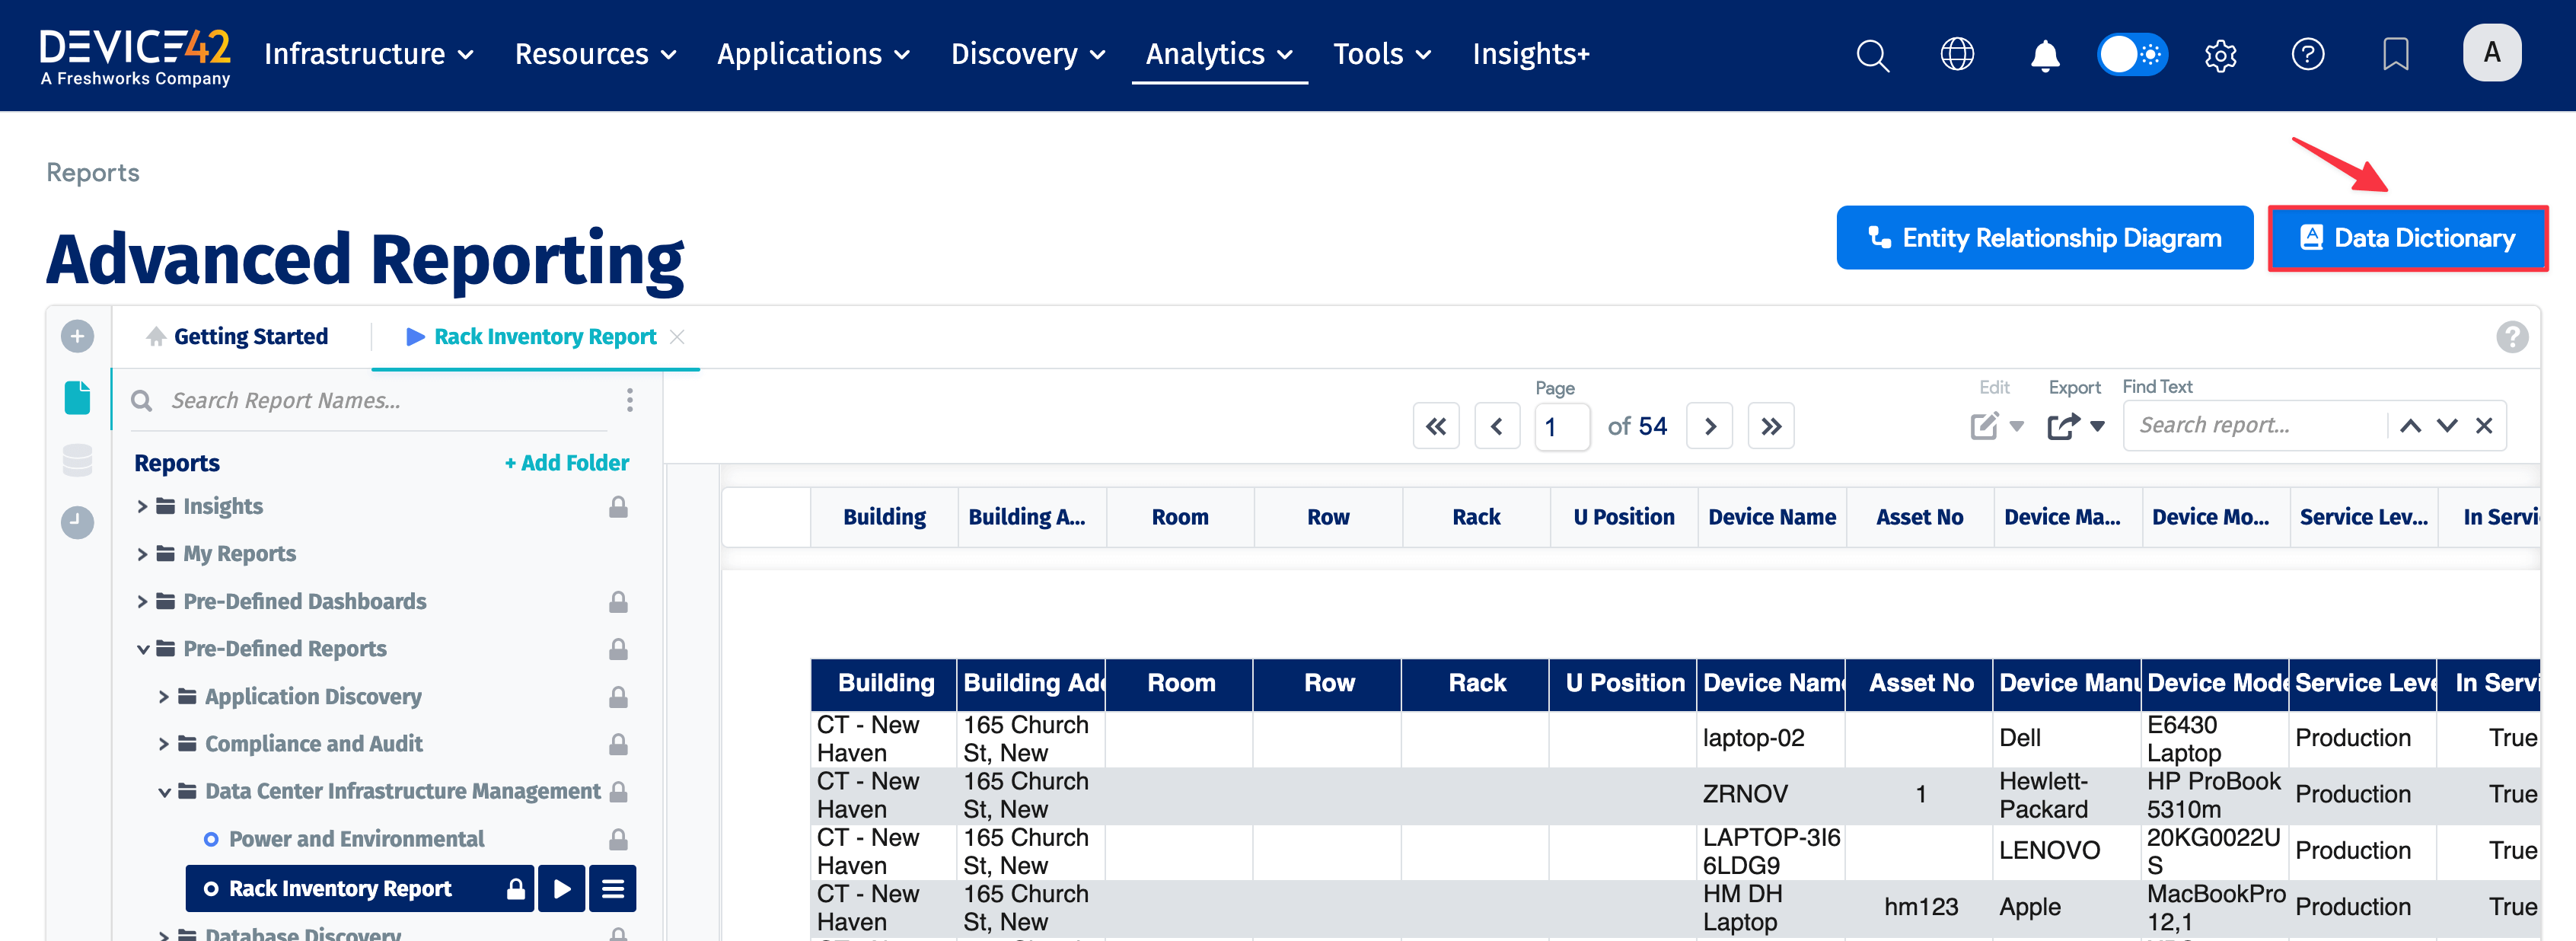 DEVICE42
A Freshworks Company
Infrastructure Resources Applications Discovery Analytics Tools Insights+
A
Reports
Advanced Reporting
Entity Relationship Diagram
Data Dictionary
Getting Started
Rack Inventory Report
Search Report Names...
Page
1 of 54
Edit Export Find Text
Search report...
Reports + Add Folder
Insights
My Reports
Pre-Defined Dashboards
Pre-Defined Reports
Application Discovery
Compliance and Audit
Data Center Infrastructure Management
Power and Environmental
Rack Inventory Report
Database Discovery
Building Building A... Room Row Rack U Position Device Name Asset No Device Ma... Device Mo... Service Lev... In Servi
Building Building Add Room Row Rack U Position Device Name Asset No Device Manu Device Mode Service Leve In Servi
CT - New Haven 165 Church St, New laptop-02 Dell E6430 Laptop Production True
CT - New Haven 165 Church St, New ZRNOV 1 Hewlett-Packard HP ProBook 5310m Production True
CT - New Haven 165 Church St, New LAPTOP-3I66LDG9 LENOVO 20KG0022US Production True
CT - New Haven 165 Church St, New HM DH Laptop hm123 Apple MacBookPro12,1 Production True